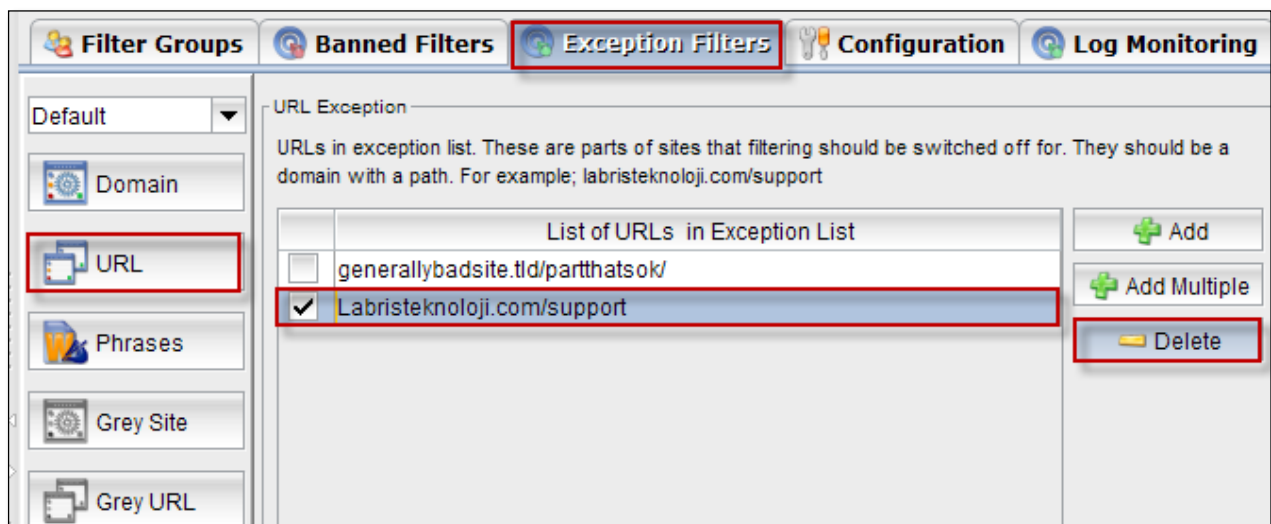 Filter Groups Banned Filters Exception Filters Configuration Log Monitoring
Default
Domain
URL
Phrases
Grey Site
Grey URL
URL Exception
URLs in exception list. These are parts of sites that filtering should be switched off for. They should be a
domain with a path. For example; labristeknoloji.com/support
List of URLs in Exception List
generallybadsite.tld/partthatsok/
Labristeknoloji.com/support
Add
Add Multiple
Delete